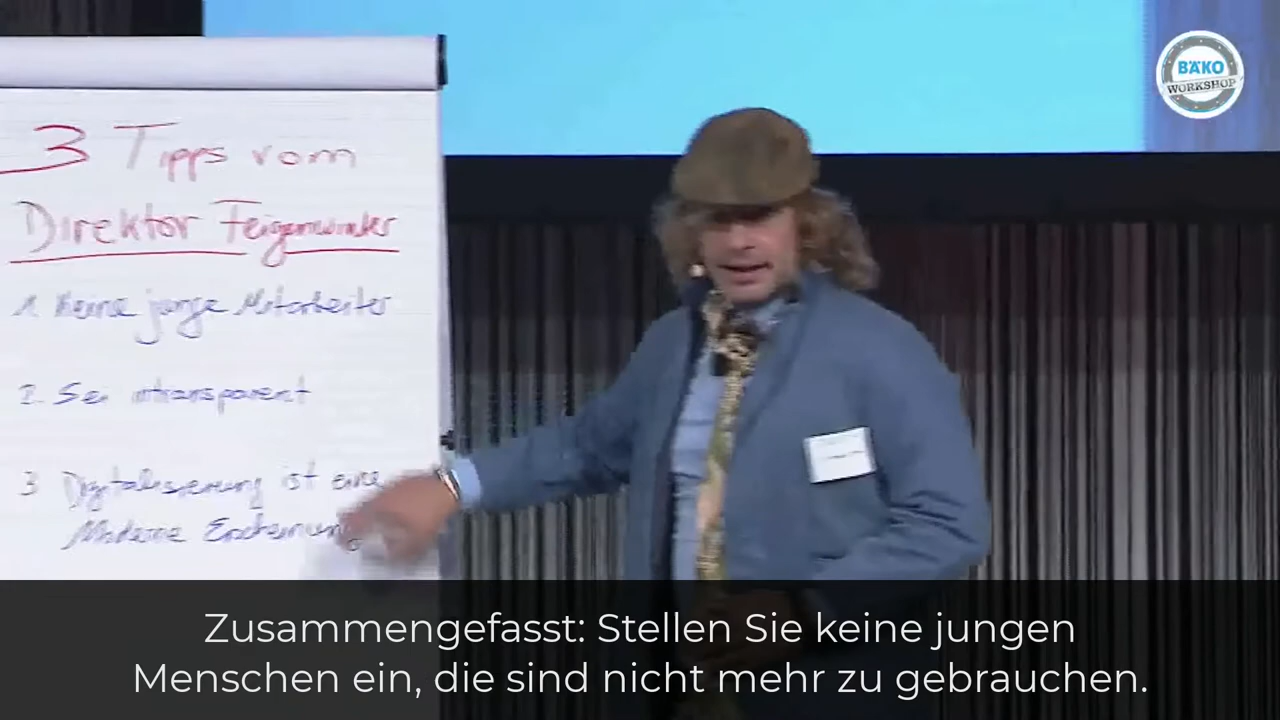 BÄKO
WORKSHOP
3 Tipps vom
Direktor Feigenwinter
1. Keine junge Mitarbeiter
2. Sei intransparent
3 Digitalisierung ist eine
Moderne Erscheinung
Zusammengefasst: Stellen Sie keine jungen
Menschen ein, die sind nicht mehr zu gebrauchen.